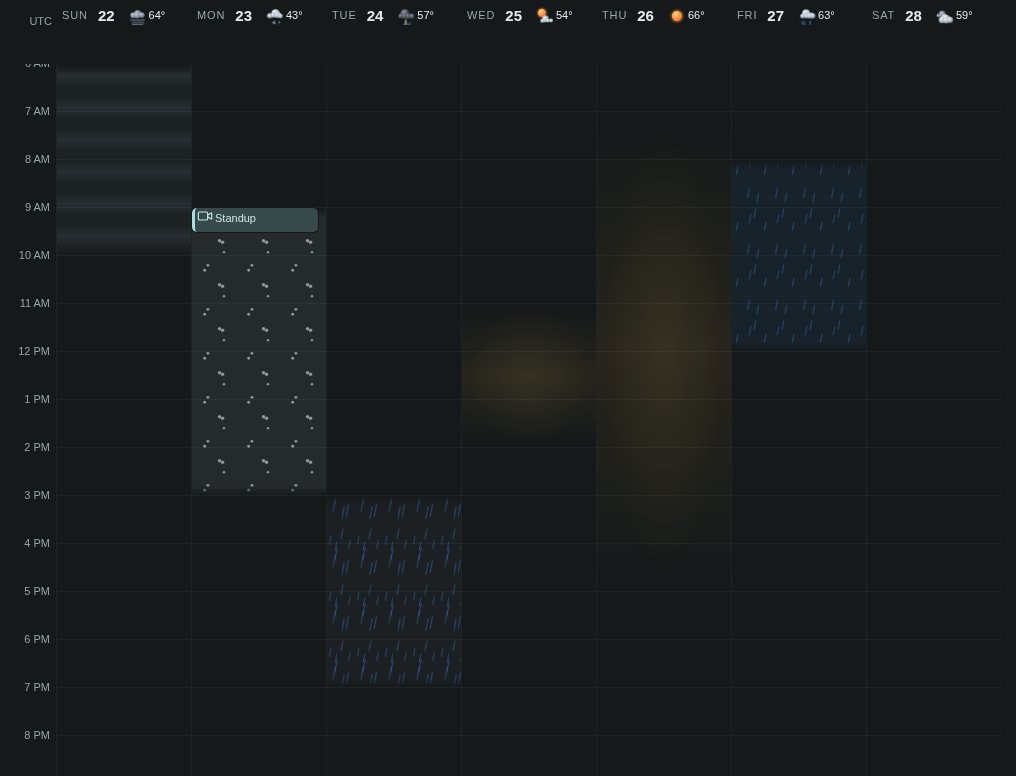 UTC
SUN 22 64°
MON 23 43°
TUE 24 57°
WED 25 54°
THU 26 66°
FRI 27 63°
SAT 28 59°
7 AM
8 AM
9 AM
Standup
10 AM
11 AM
12 PM
1 PM
2 PM
3 PM
4 PM
5 PM
6 PM
7 PM
8 PM